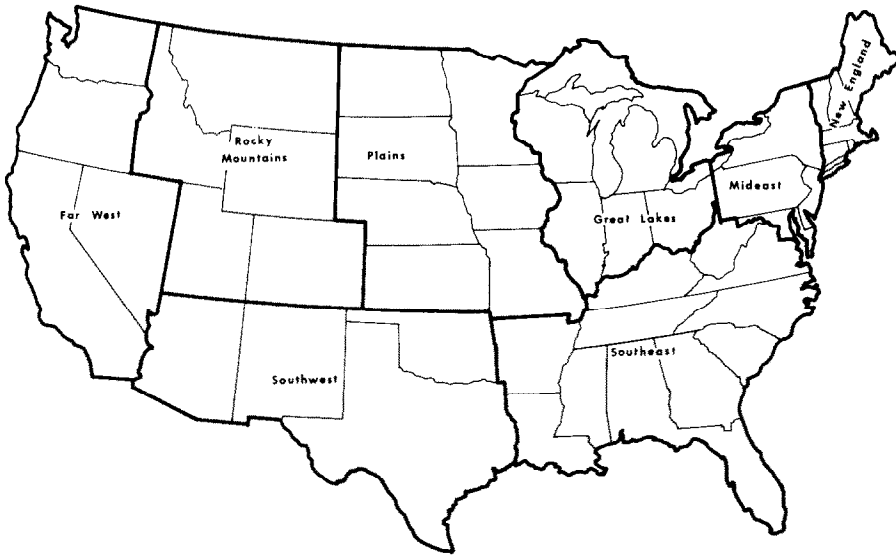 New England
Rocky
Mountains
Plains
Mideast
Far West
Great Lakes
Southeast
Southwest